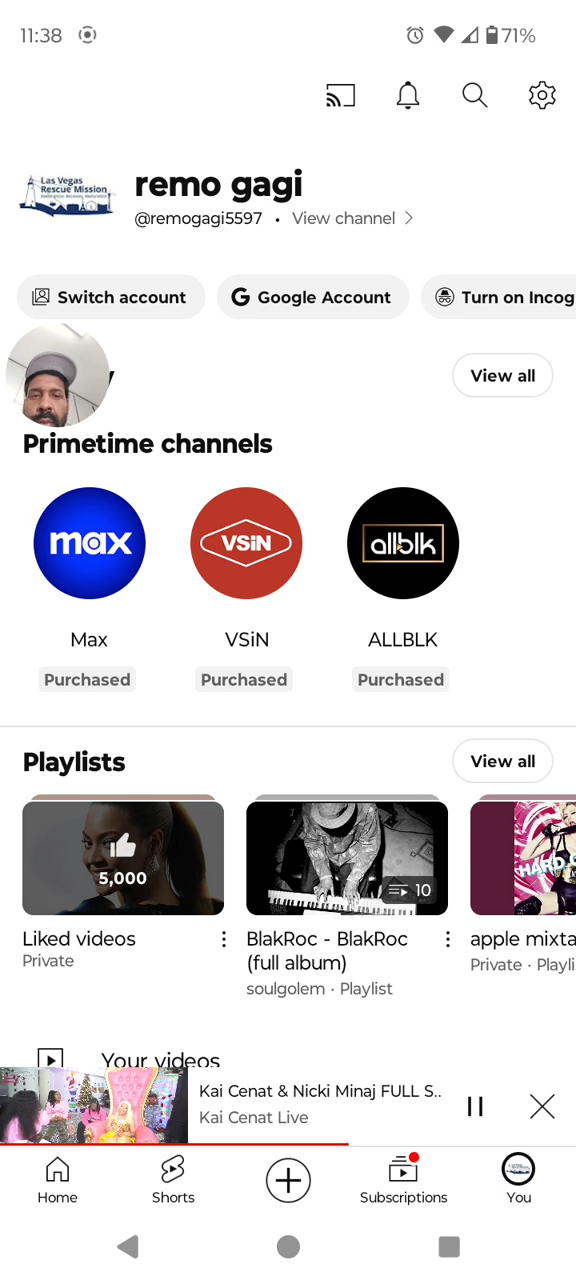 11:38
71%
Las Vegas
Rescue Mission
remo gagi
@remogagi5597 • View channel
Switch account
Google Account
Turn on Incog
View all
Primetime channels
max
VSiN
allblk
Max
VSiN
ALLBLK
Purchased
Purchased
Purchased
Playlists
View all
5,000
10
HARD
Liked videos
BlakRoc - BlakRoc
(full album)
apple mixta
Private
soulgolem · Playlist
Private · Playli
Your videos
Kai Cenat & Nicki Minaj FULL S..
Kai Cenat Live
Home
Shorts
Subscriptions
You